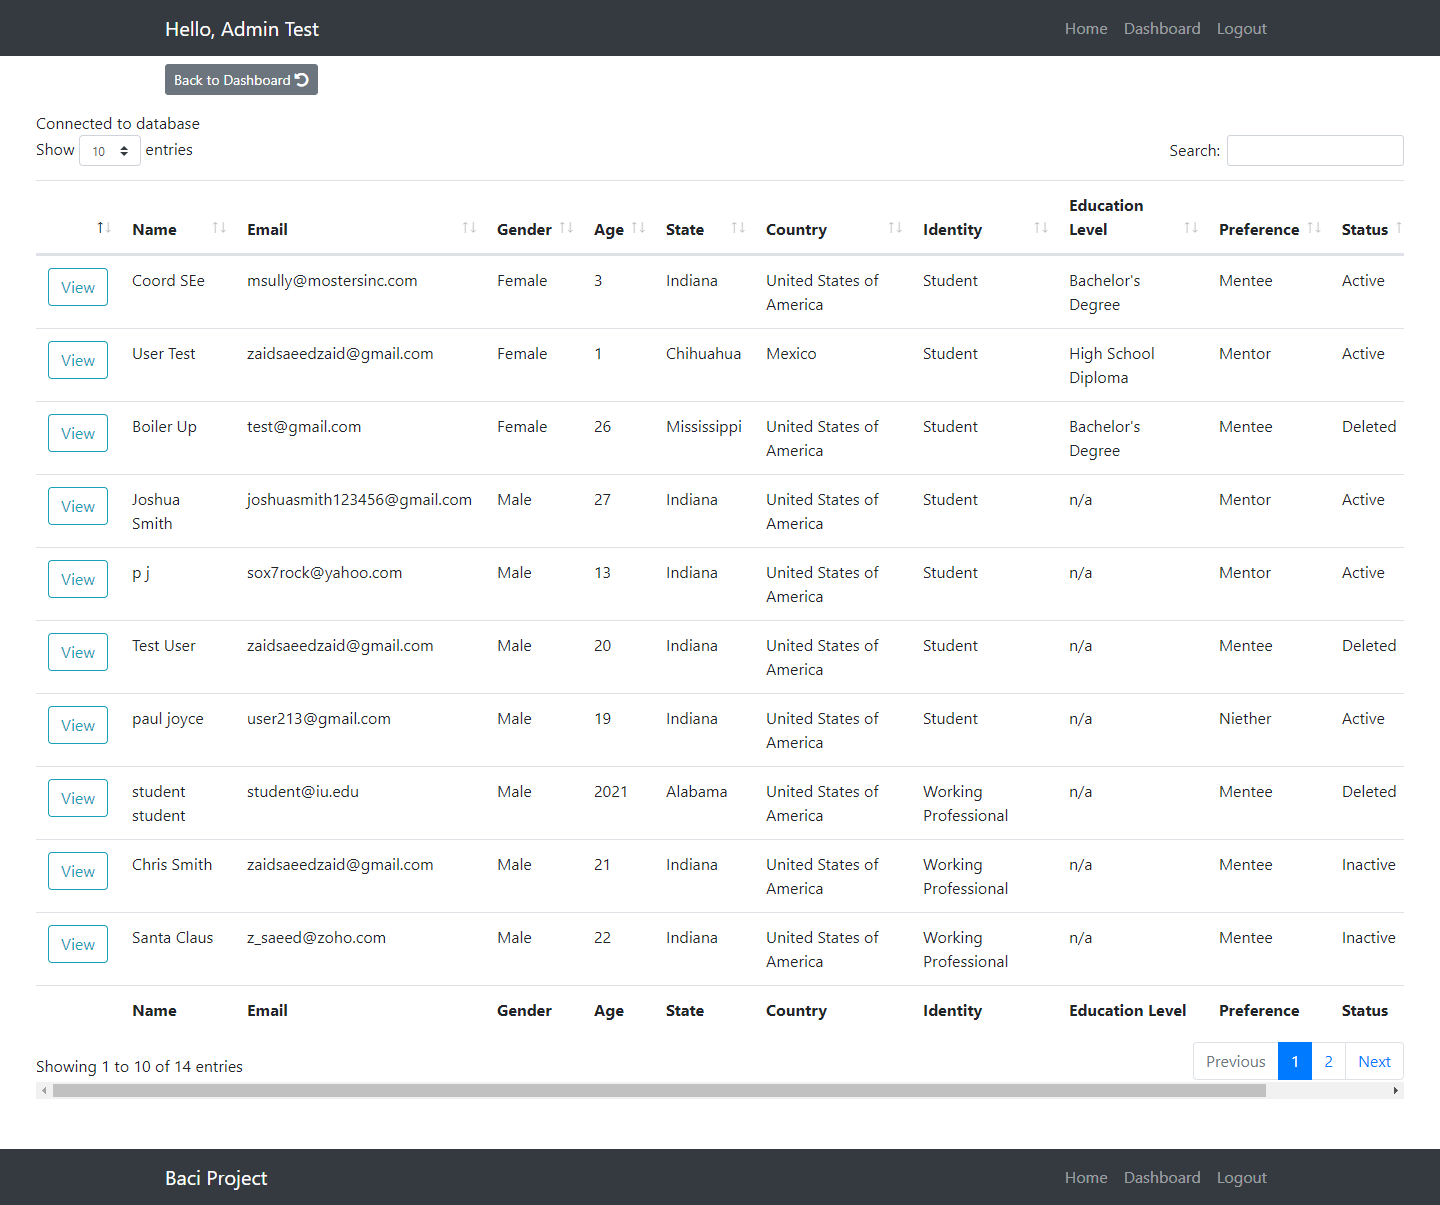 Hello, Admin Test Home Dashboard Logout
Back to Dashboard
Connected to database
Show 10 entries Search:
Name Email Gender Age State Country Identity Education Level Preference Status
View Coord SEe msully@mostersinc.com Female 3 Indiana United States of America Student Bachelor's Degree Mentee Active
View User Test zaidsaeedzaid@gmail.com Female 1 Chihuahua Mexico Student High School Diploma Mentor Active
View Boiler Up test@gmail.com Female 26 Mississippi United States of America Student Bachelor's Degree Mentee Deleted
View Joshua Smith joshuasmith123456@gmail.com Male 27 Indiana United States of America Student n/a Mentor Active
View p j sox7rock@yahoo.com Male 13 Indiana United States of America Student n/a Mentor Active
View Test User zaidsaeedzaid@gmail.com Male 20 Indiana United States of America Student n/a Mentee Deleted
View paul joyce user213@gmail.com Male 19 Indiana United States of America Student n/a Niether Active
View student student student@iu.edu Male 2021 Alabama United States of America Working Professional n/a Mentee Deleted
View Chris Smith zaidsaeedzaid@gmail.com Male 21 Indiana United States of America Working Professional n/a Mentee Inactive
View Santa Claus z_saeed@zoho.com Male 22 Indiana United States of America Working Professional n/a Mentee Inactive
Name Email Gender Age State Country Identity Education Level Preference Status
Showing 1 to 10 of 14 entries Previous 1 2 Next
Baci Project Home Dashboard Logout